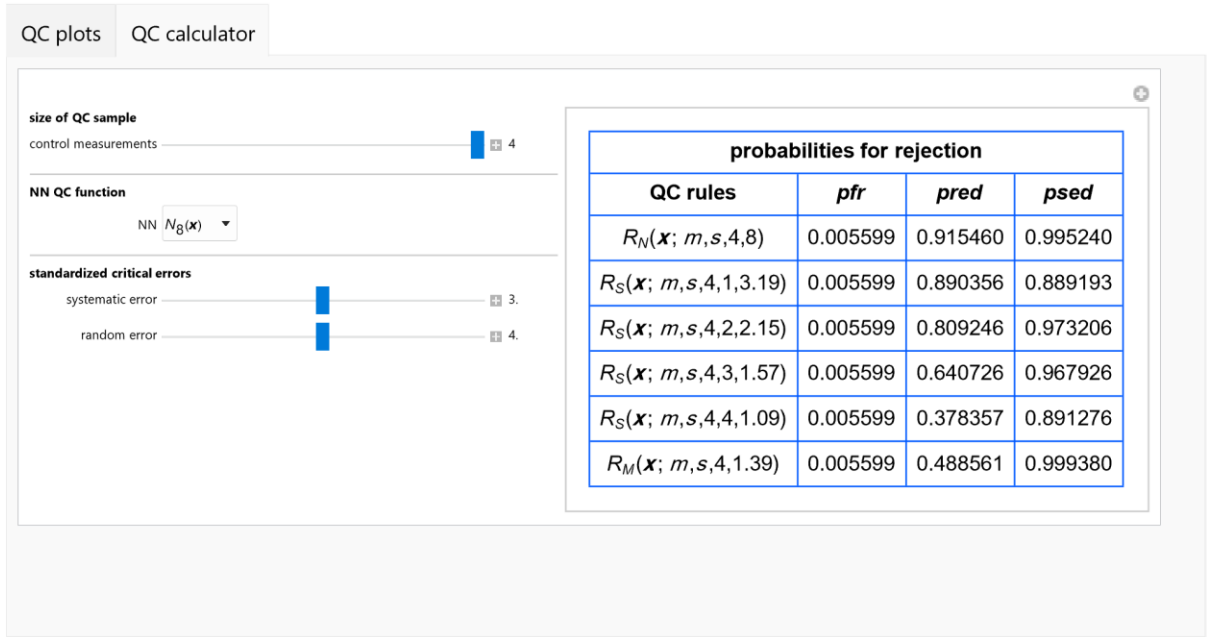 QC plots QC calculator
size of QC sample
control measurements 4
NN QC function
NN N8(x)
standardized critical errors
systematic error 3.
random error 4.
probabilities for rejection
QC rules pfr pred psed
RN(x; m,s,4,8) 0.005599 0.915460 0.995240
RS(x; m,s,4,1,3.19) 0.005599 0.890356 0.889193
RS(x; m,s,4,2,2.15) 0.005599 0.809246 0.973206
RS(x; m,s,4,3,1.57) 0.005599 0.640726 0.967926
RS(x; m,s,4,4,1.09) 0.005599 0.378357 0.891276
RM(x; m,s,4,1.39) 0.005599 0.488561 0.999380